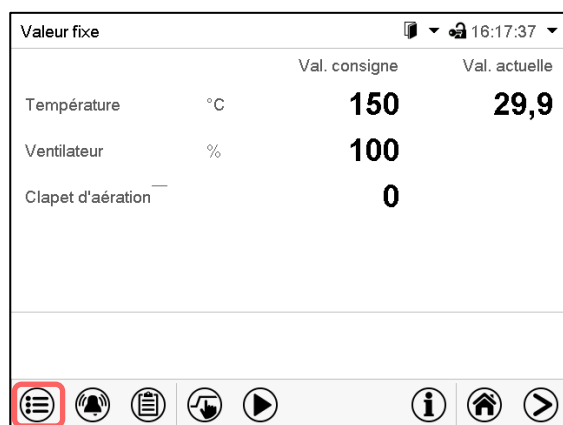 Valeur fixe 16:17:37
Val. consigne Val. actuelle
Température °C 150 29,9
Ventilateur % 100
Clapet d'aération 0